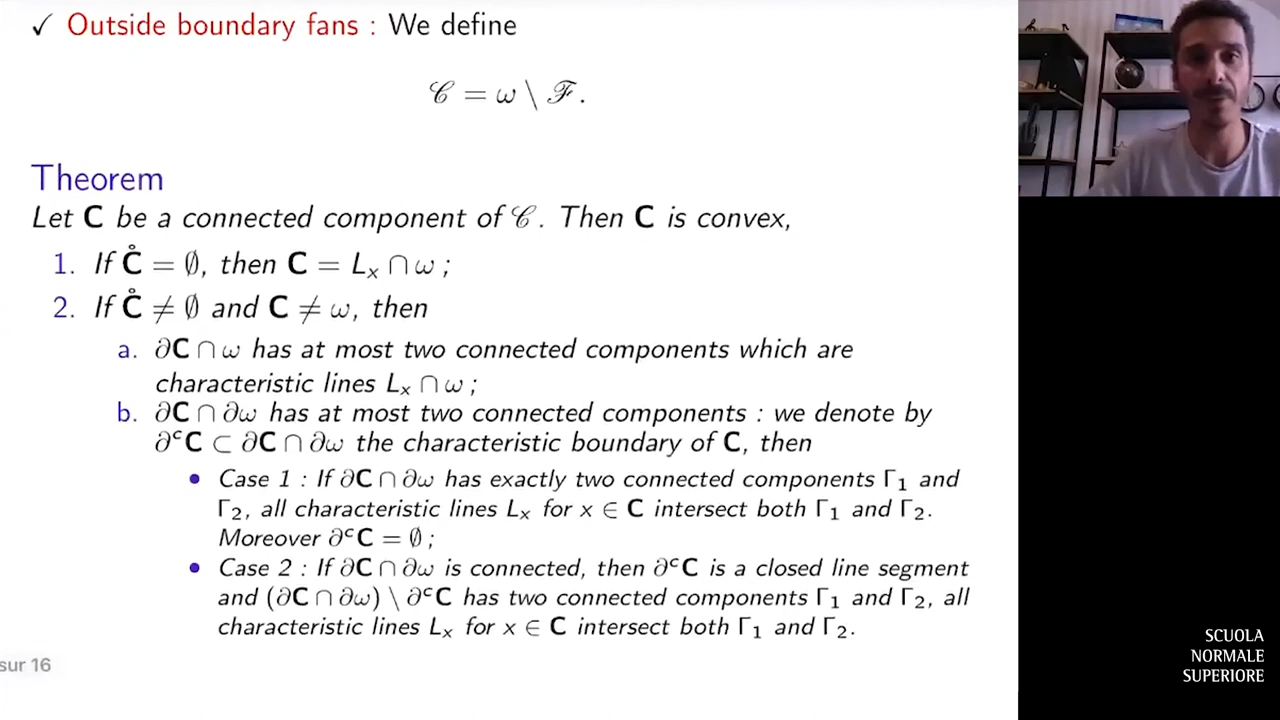 ✓ Outside boundary fans : We define
𝒞 = ω \ ℱ.
Theorem
Let C be a connected component of 𝒞. Then C is convex,
1. If C̊ = ∅, then C = Lₓ ∩ ω ;
2. If C̊ ≠ ∅ and C ≠ ω, then
a. ∂C ∩ ω has at most two connected components which are
characteristic lines Lₓ ∩ ω ;
b. ∂C ∩ ∂ω has at most two connected components : we denote by
∂ᶜC ⊂ ∂C ∩ ∂ω the characteristic boundary of C, then
• Case 1 : If ∂C ∩ ∂ω has exactly two connected components Γ₁ and
Γ₂, all characteristic lines Lₓ for x ∈ C intersect both Γ₁ and Γ₂.
Moreover ∂ᶜC = ∅ ;
• Case 2 : If ∂C ∩ ∂ω is connected, then ∂ᶜC is a closed line segment
and (∂C ∩ ∂ω) \ ∂ᶜC has two connected components Γ₁ and Γ₂, all
characteristic lines Lₓ for x ∈ C intersect both Γ₁ and Γ₂.
sur 16
SCUOLA
NORMALE
SUPERIORE